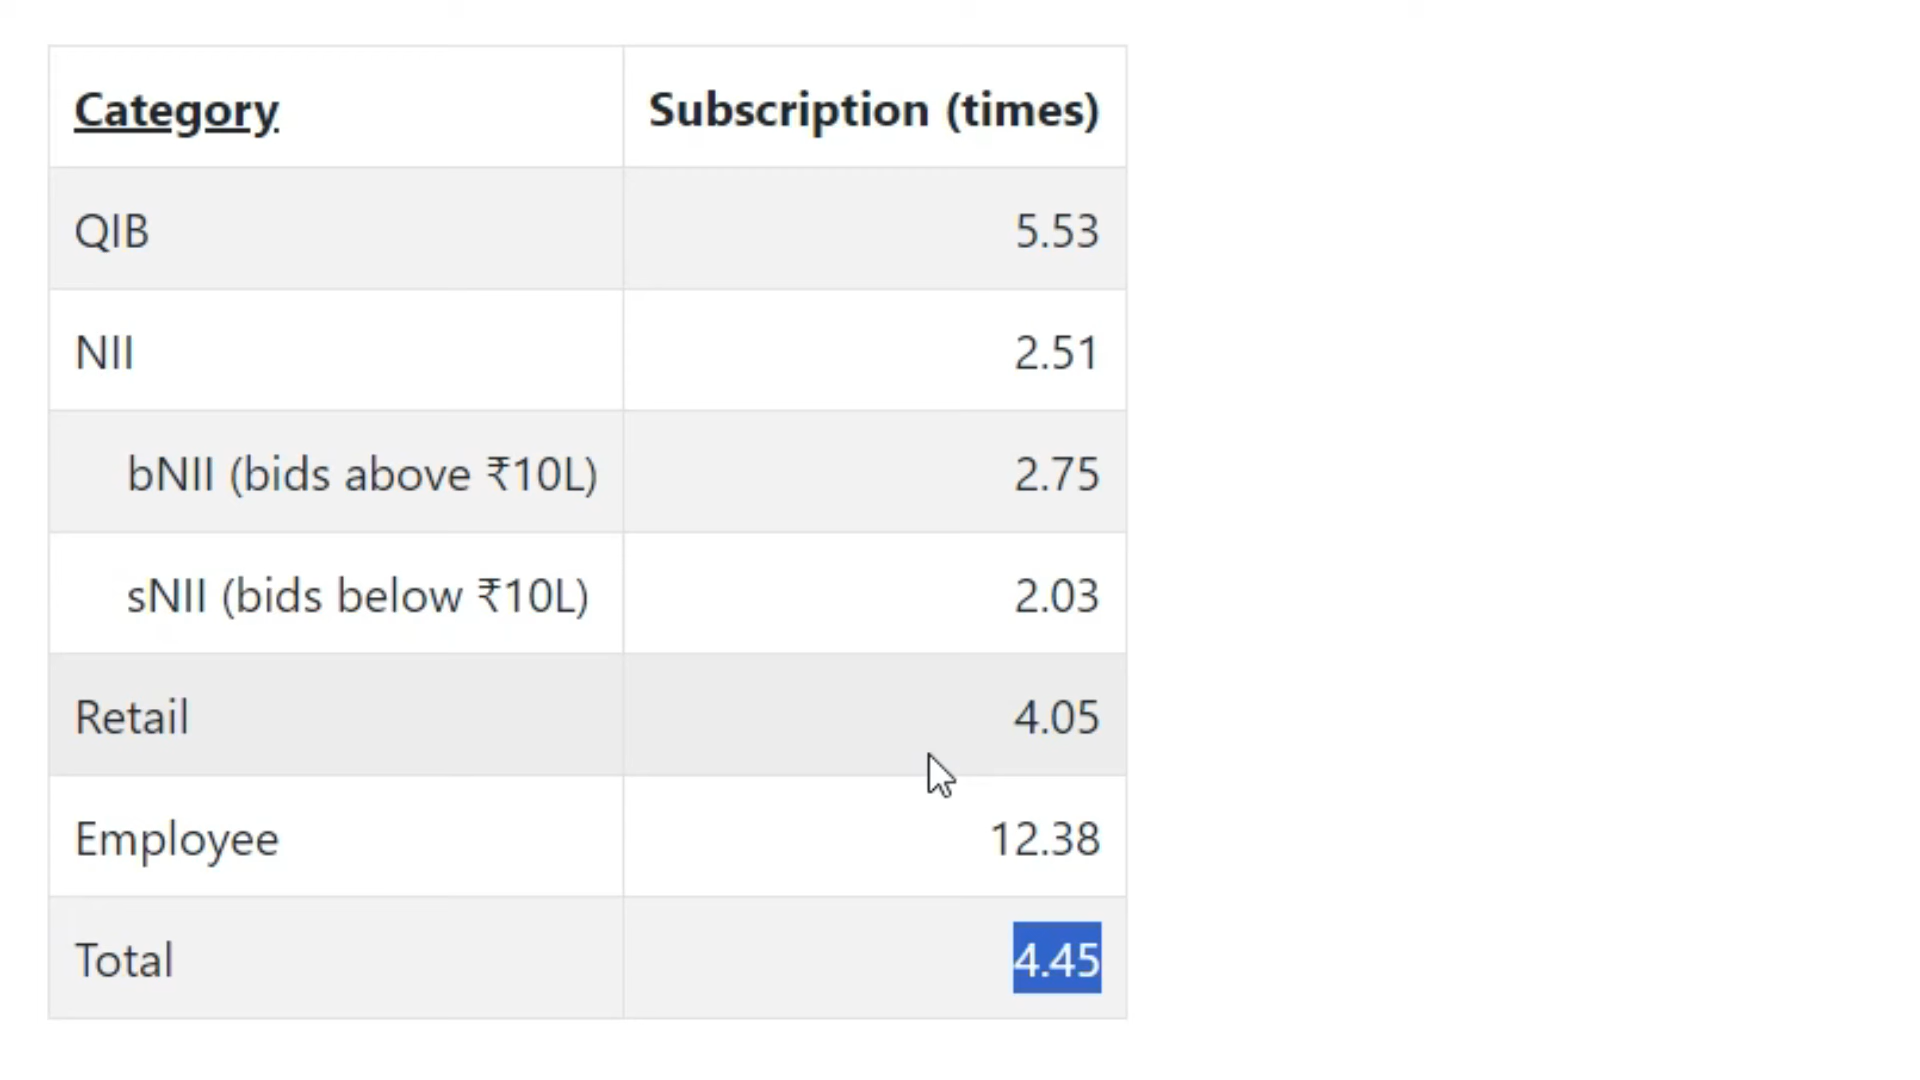 Category Subscription (times)
QIB 5.53
NII 2.51
bNII (bids above ₹10L) 2.75
sNII (bids below ₹10L) 2.03
Retail 4.05
Employee 12.38
Total 4.45